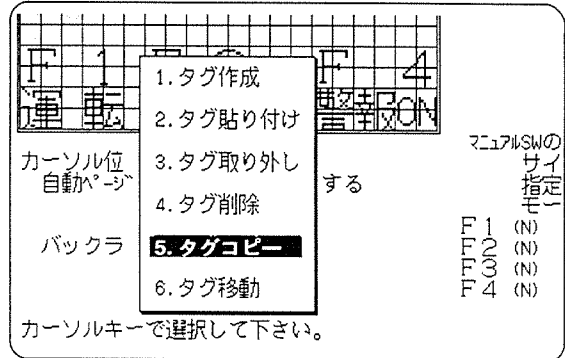 F 1
F 4
運転
報ON
1. タグ作成
2. タグ貼り付け
3. タグ取り外し
4. タグ削除
5. タグコピー
6. タグ移動
カーソル位
自動ページ
する
バックラ
マニュアルSWの
サイ
指定
モー
F1 (N)
F2 (N)
F3 (N)
F4 (N)
カーソルキーで選択して下さい。